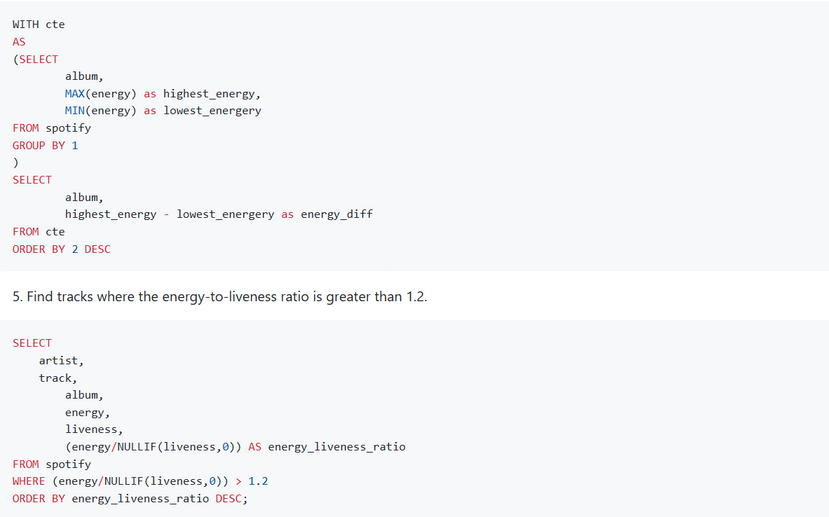 WITH cte
AS
(SELECT
album,
MAX(energy) as highest_energy,
MIN(energy) as lowest_energery
FROM spotify
GROUP BY 1
)
SELECT
album,
highest_energy - lowest_energery as energy_diff
FROM cte
ORDER BY 2 DESC
5. Find tracks where the energy-to-liveness ratio is greater than 1.2.
SELECT
artist,
track,
album,
energy,
liveness,
(energy/NULLIF(liveness,0)) AS energy_liveness_ratio
FROM spotify
WHERE (energy/NULLIF(liveness,0)) > 1.2
ORDER BY energy_liveness_ratio DESC;